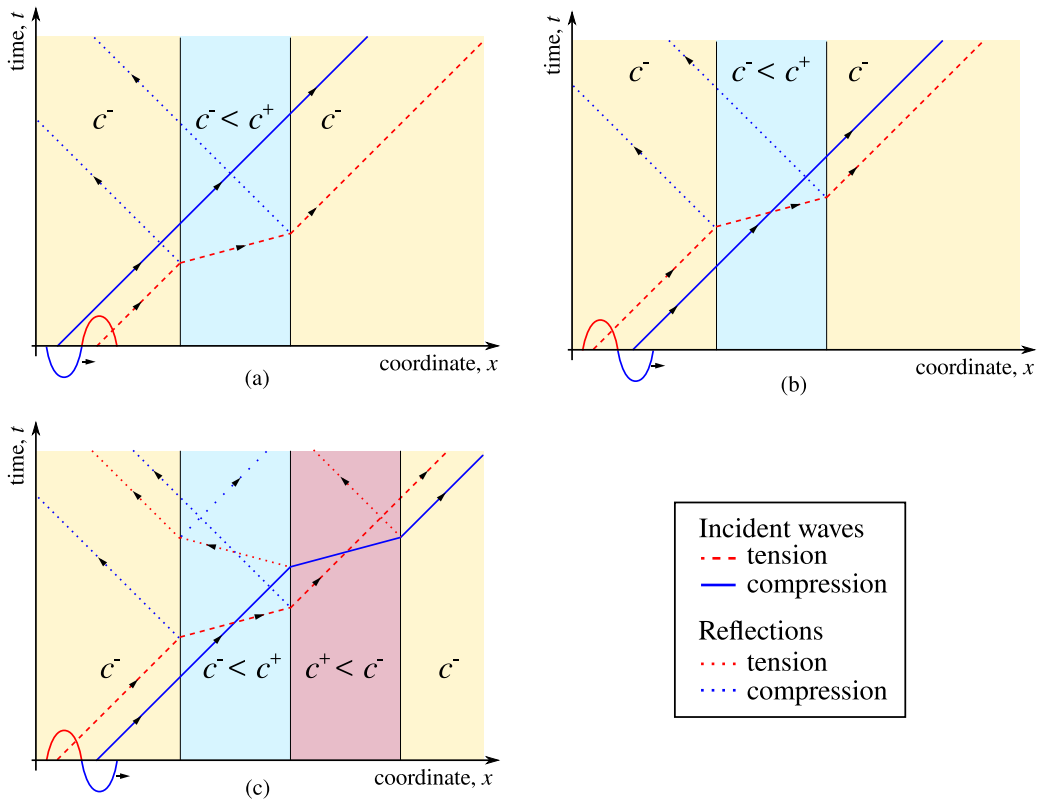 time, t
c⁻
c⁻ < c⁺
c⁻
coordinate, x
(a)
time, t
c⁻
c⁻ < c⁺
c⁻
coordinate, x
(b)
time, t
c⁻
c⁻ < c⁺
c⁺ < c⁻
c⁻
coordinate, x
(c)
Incident waves
tension
compression
Reflections
tension
compression